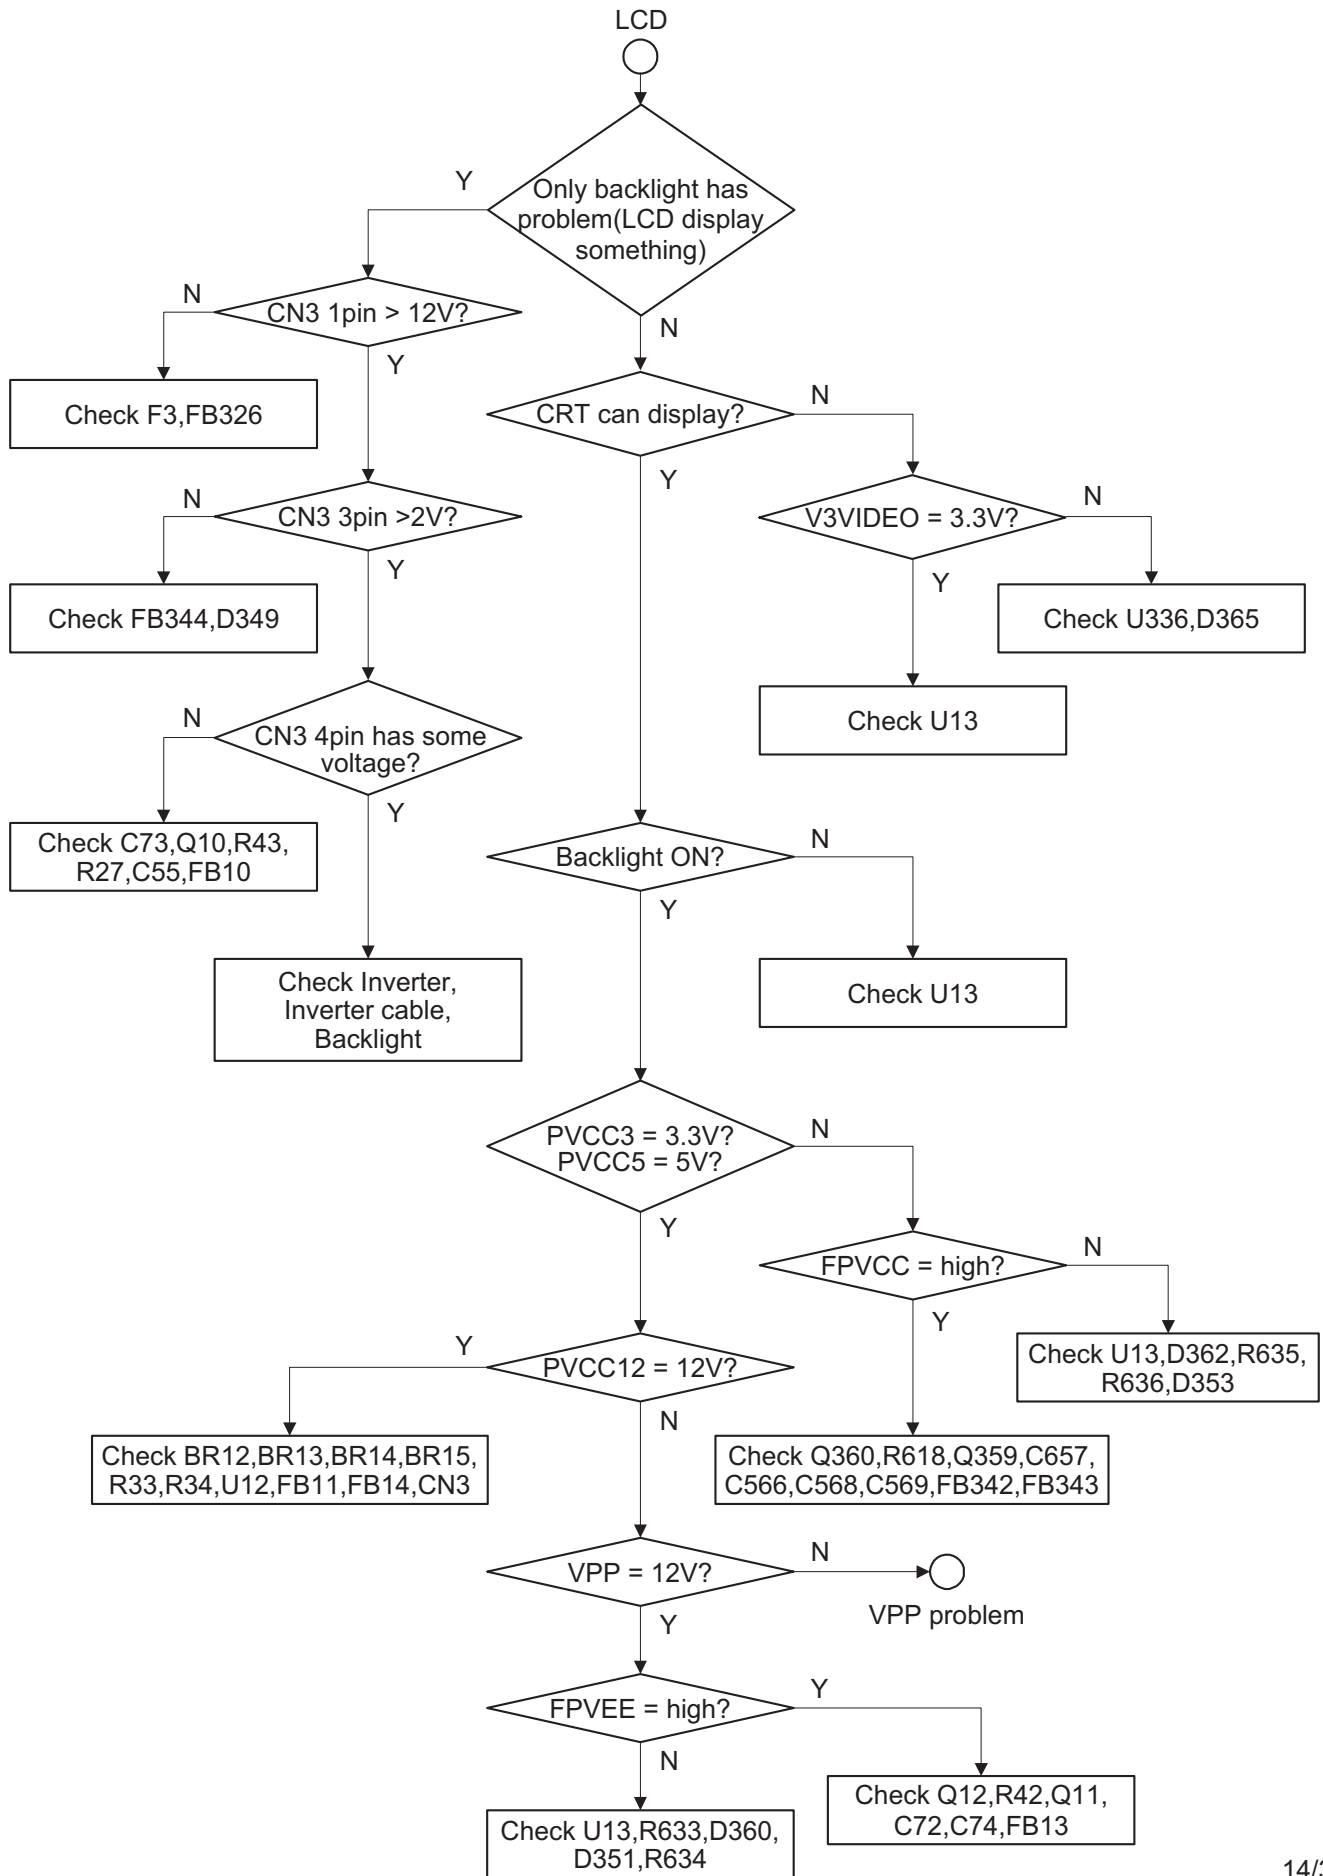 LCD
Y
Only backlight has
problem(LCD display
something)
N
CN3 1pin > 12V?
N
Y
Check F3,FB326
CRT can display?
N
Y
N
CN3 3pin >2V?
Y
V3VIDEO = 3.3V?
N
Y
Check FB344,D349
Check U336,D365
N
CN3 4pin has some
voltage?
Y
Check U13
Check C73,Q10,R43,
R27,C55,FB10
Backlight ON?
N
Y
Check Inverter,
Inverter cable,
Backlight
Check U13
PVCC3 = 3.3V?
PVCC5 = 5V?
N
Y
FPVCC = high?
N
Y
Y
PVCC12 = 12V?
N
Check U13,D362,R635,
R636,D353
Check BR12,BR13,BR14,BR15,
R33,R34,U12,FB11,FB14,CN3
Check Q360,R618,Q359,C657,
C566,C568,C569,FB342,FB343
VPP = 12V?
N
VPP problem
Y
FPVEE = high?
Y
N
Check Q12,R42,Q11,
C72,C74,FB13
Check U13,R633,D360,
D351,R634